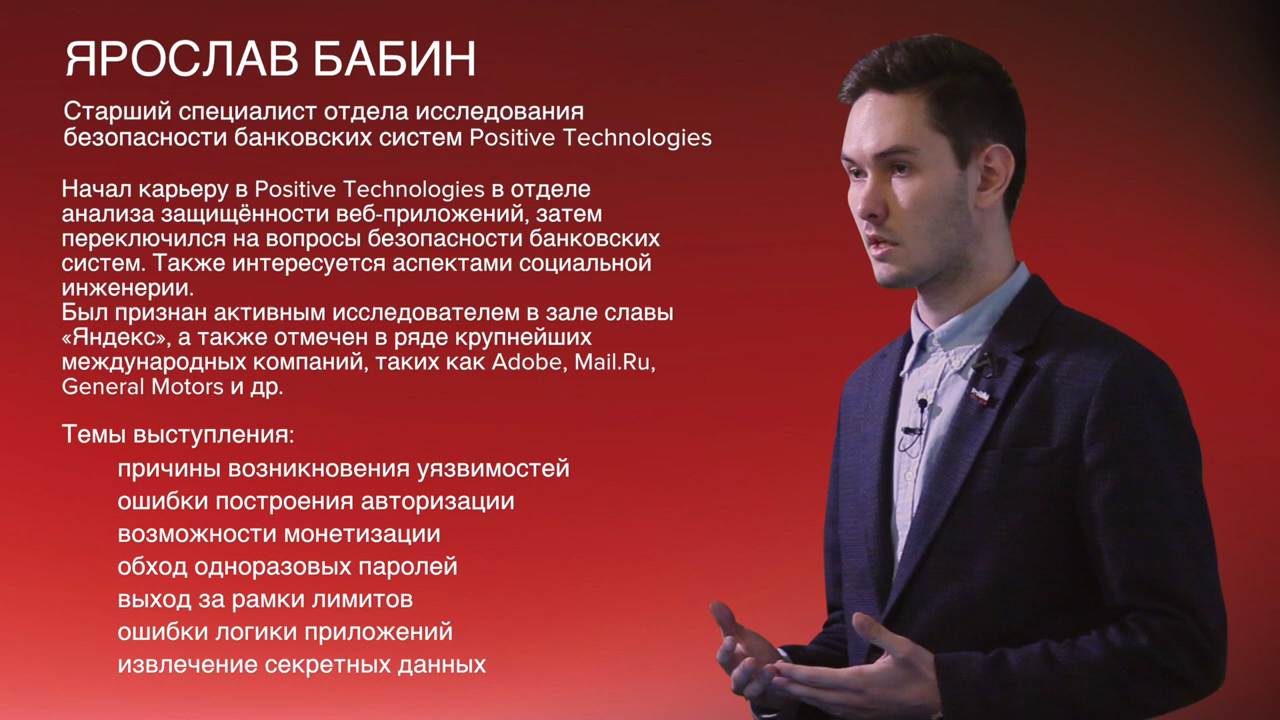 ЯРОСЛАВ БАБИН
Старший специалист отдела исследования
безопасности банковских систем Positive Technologies
Начал карьеру в Positive Technologies в отделе
анализа защищённости веб-приложений, затем
переключился на вопросы безопасности банковских
систем. Также интересуется аспектами социальной
инженерии.
Был признан активным исследователем в зале славы
«Яндекс», а также отмечен в ряде крупнейших
международных компаний, таких как Adobe, Mail.Ru,
General Motors и др.
Темы выступления:
причины возникновения уязвимостей
ошибки построения авторизации
возможности монетизации
обход одноразовых паролей
выход за рамки лимитов
ошибки логики приложений
извлечение секретных данных